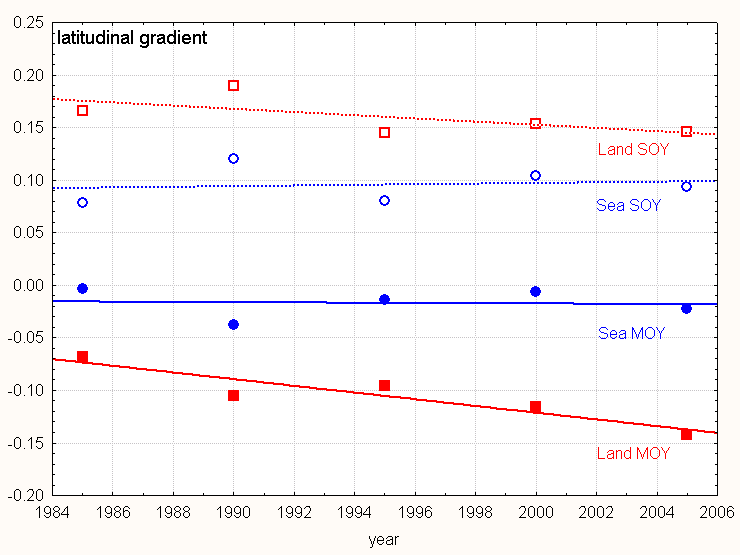 0.25
latitudinal gradient
0.20
0.15
Land SOY
0.10
Sea SOY
0.05
0.00
-0.05
Sea MOY
-0.10
-0.15
Land MOY
-0.20
1984 1986 1988 1990 1992 1994 1996 1998 2000 2002 2004 2006
year